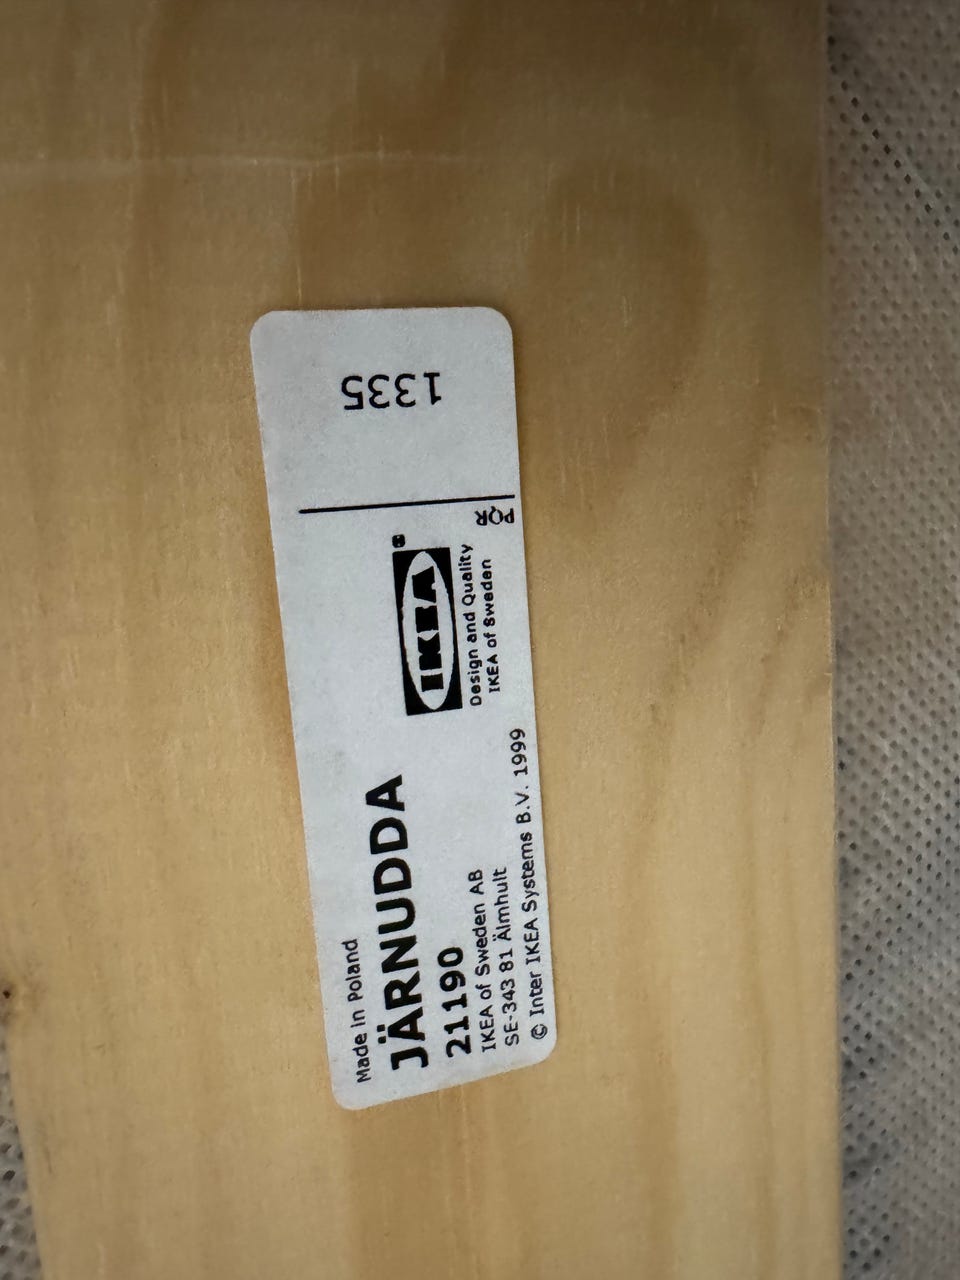 Made in Poland
JÄRNUDDA
21190
IKEA of Sweden AB
SE-343 81 Älmhult
© Inter IKEA Systems B.V. 1999
IKEA®
Design and Quality
IKEA of Sweden
PQR
1335